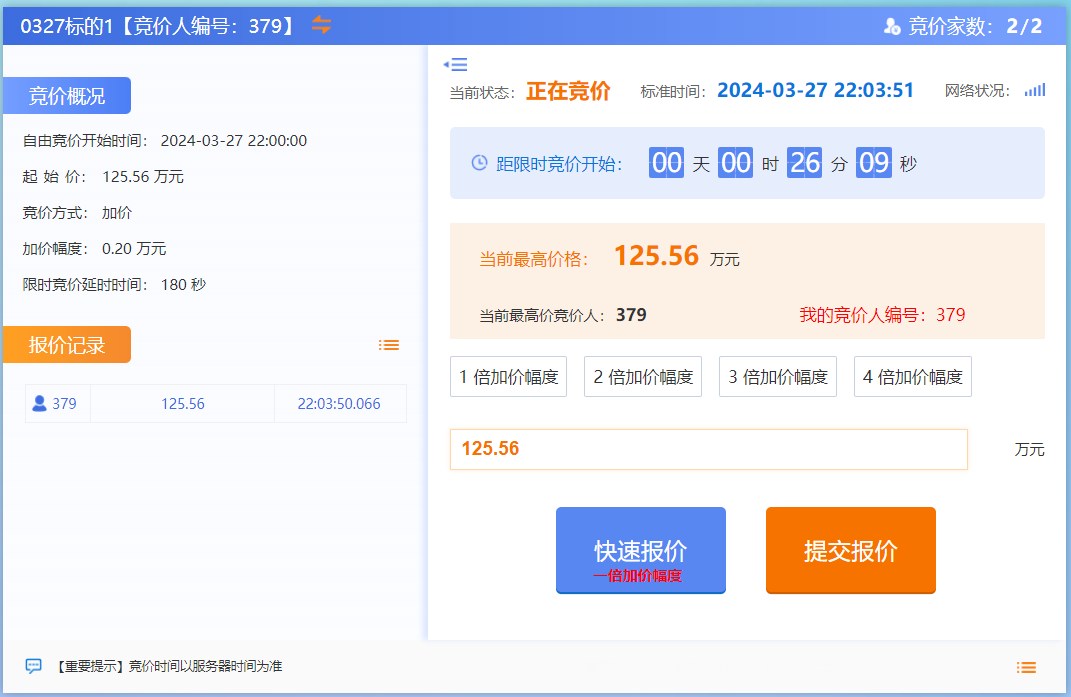 0327标的1【竞价人编号：379】
竞价家数：2/2
竞价概况
自由竞价开始时间： 2024-03-27 22:00:00
起 始 价： 125.56 万元
竞价方式： 加价
加价幅度： 0.20 万元
限时竞价延时时间： 180 秒
报价记录
379 125.56 22:03:50.066
当前状态： 正在竞价 标准时间： 2024-03-27 22:03:51 网络状况：
距限时竞价开始： 00 天 00 时 26 分 09 秒
当前最高价格： 125.56 万元
当前最高价竞价人： 379 我的竞价人编号：379
1 倍加价幅度 2 倍加价幅度 3 倍加价幅度 4 倍加价幅度
125.56 万元
快速报价
一倍加价幅度
提交报价
【重要提示】竞价时间以服务器时间为准